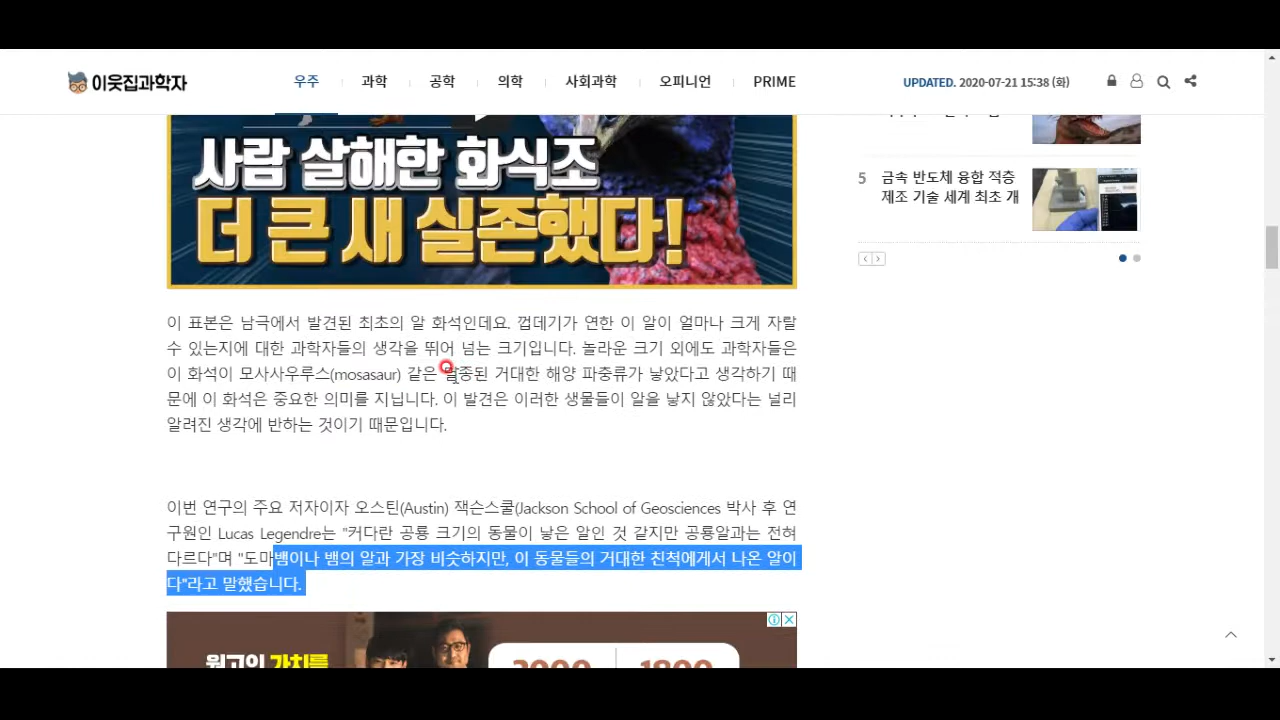 이웃집과학자
우주 과학 공학 의학 사회과학 오피니언 PRIME
UPDATED. 2020-07-21 15:38 (화)
사람 살해한 화식조
더 큰 새 실존했다!
5 금속 반도체 융합 적층
제조 기술 세계 최초 개
이 표본은 남극에서 발견된 최초의 알 화석인데요. 껍데기가 연한 이 알이 얼마나 크게 자랄
수 있는지에 대한 과학자들의 생각을 뛰어 넘는 크기입니다. 놀라운 크기 외에도 과학자들은
이 화석이 모사사우루스(mosasaur) 같은 멸종된 거대한 해양 파충류가 낳았다고 생각하기 때
문에 이 화석은 중요한 의미를 지닙니다. 이 발견은 이러한 생물들이 알을 낳지 않았다는 널리
알려진 생각에 반하는 것이기 때문입니다.
이번 연구의 주요 저자이자 오스틴(Austin) 잭슨스쿨(Jackson School of Geosciences 박사 후 연
구원인 Lucas Legendre는 "커다란 공룡 크기의 동물이 낳은 알인 것 같지만 공룡알과는 전혀
다르다"며 "도마뱀이나 뱀의 알과 가장 비슷하지만, 이 동물들의 거대한 친척에게서 나온 알이
다"라고 말했습니다.
원고의 가치를
2000 1800